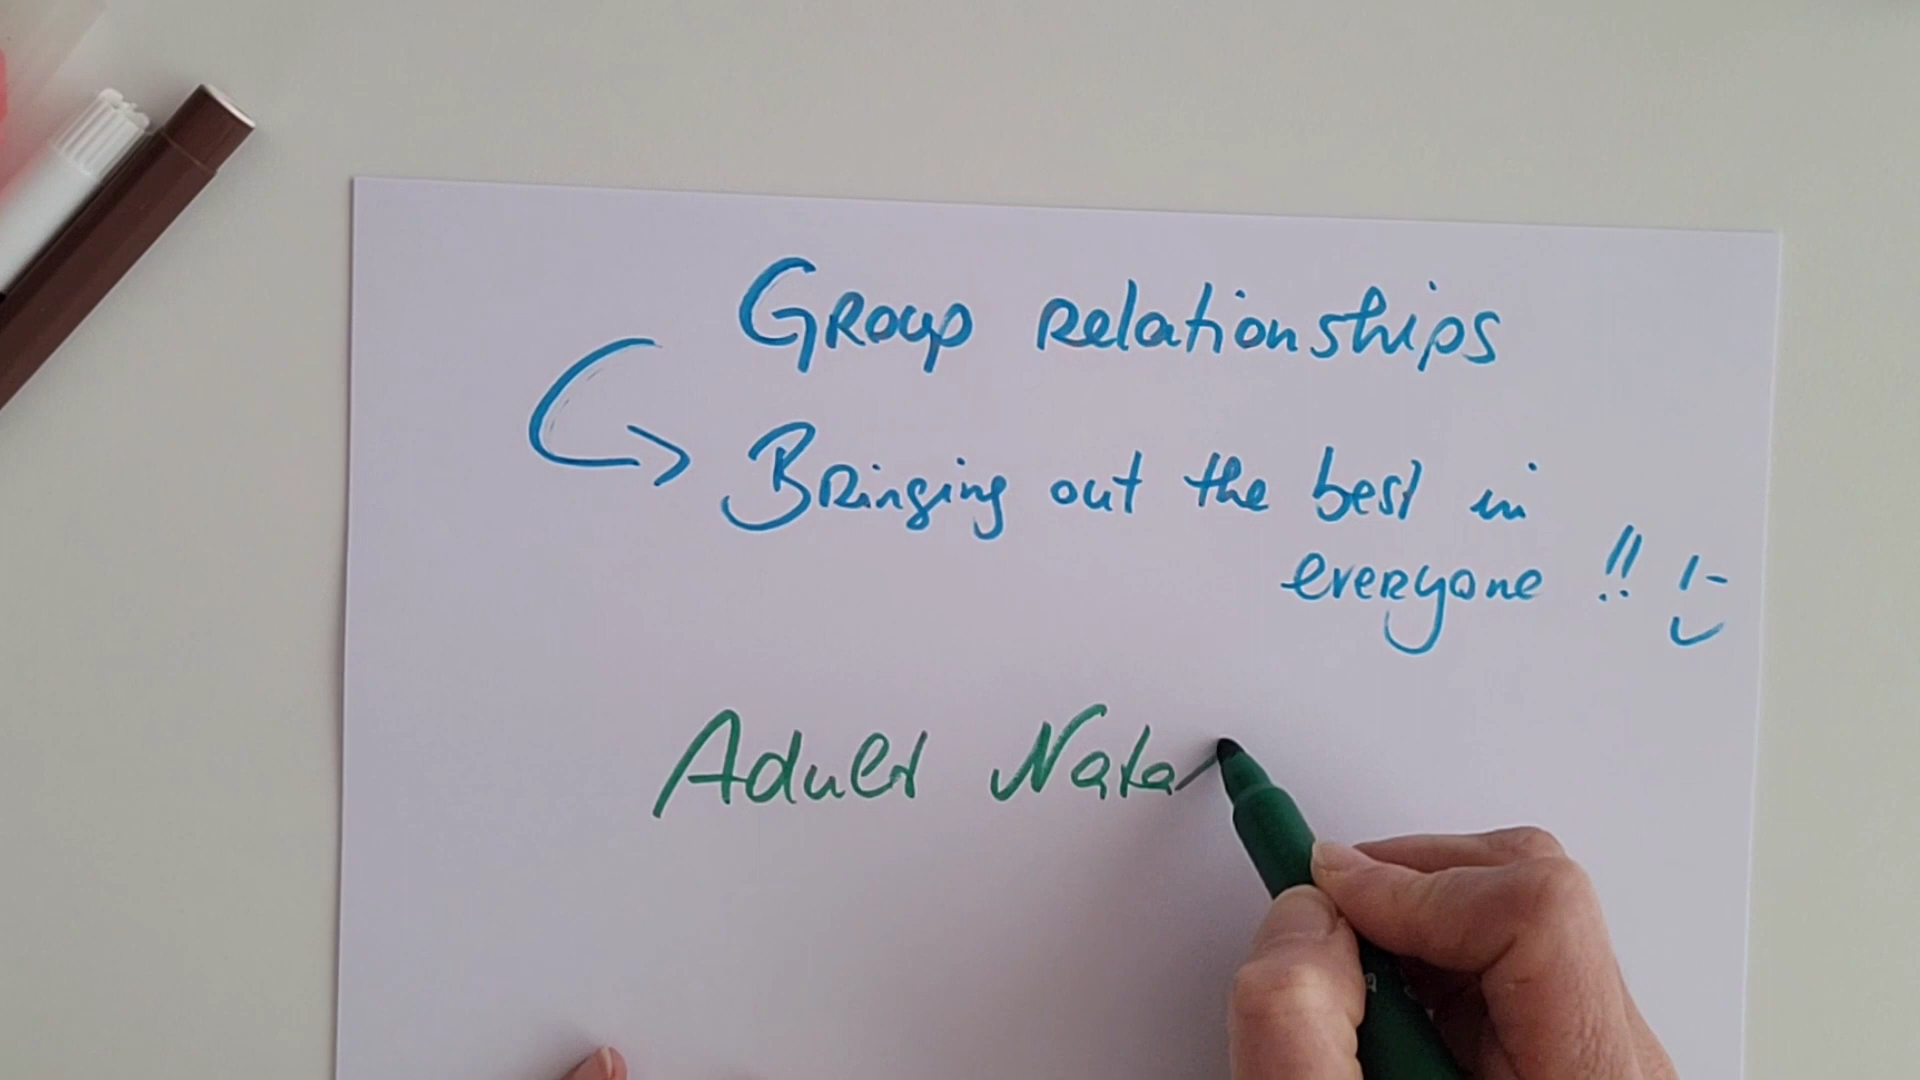 Group relationships
Bringing out the best in
everyone !! :-)
Adult Nata